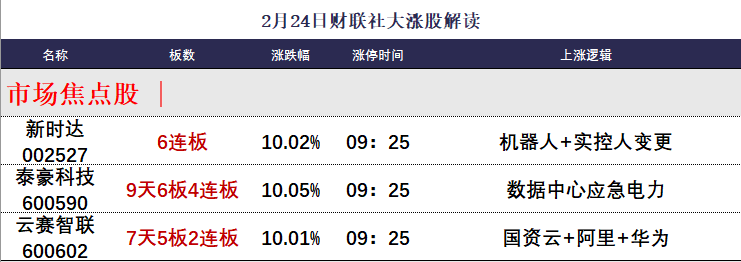 2月24日财联社大涨股解读
名称 板数 涨跌幅 涨停时间 上涨逻辑
市场焦点股
新时达
002527 6连板 10.02% 09：25 机器人+实控人变更
泰豪科技
600590 9天6板4连板 10.05% 09：25 数据中心应急电力
云赛智联
600602 7天5板2连板 10.01% 09：25 国资云+阿里+华为